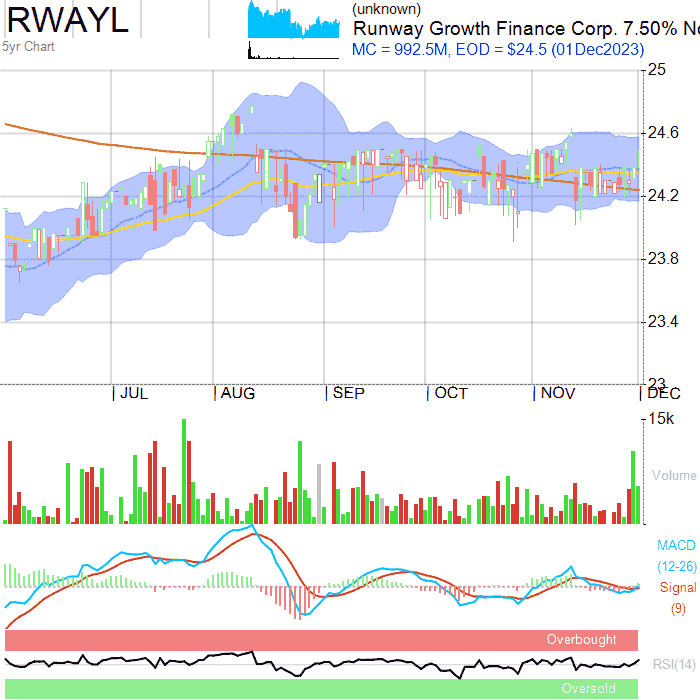 RWAYL
(unknown)
Runway Growth Finance Corp. 7.50% No
5yr Chart
MC = 992.5M, EOD = $24.5 (01Dec2023)
25
24.6
24.2
23.8
23.4
23
JUL AUG SEP OCT NOV DEC
15k
Volume
MACD
(12-26)
Signal
(9)
Overbought
RSI(14)
Oversold